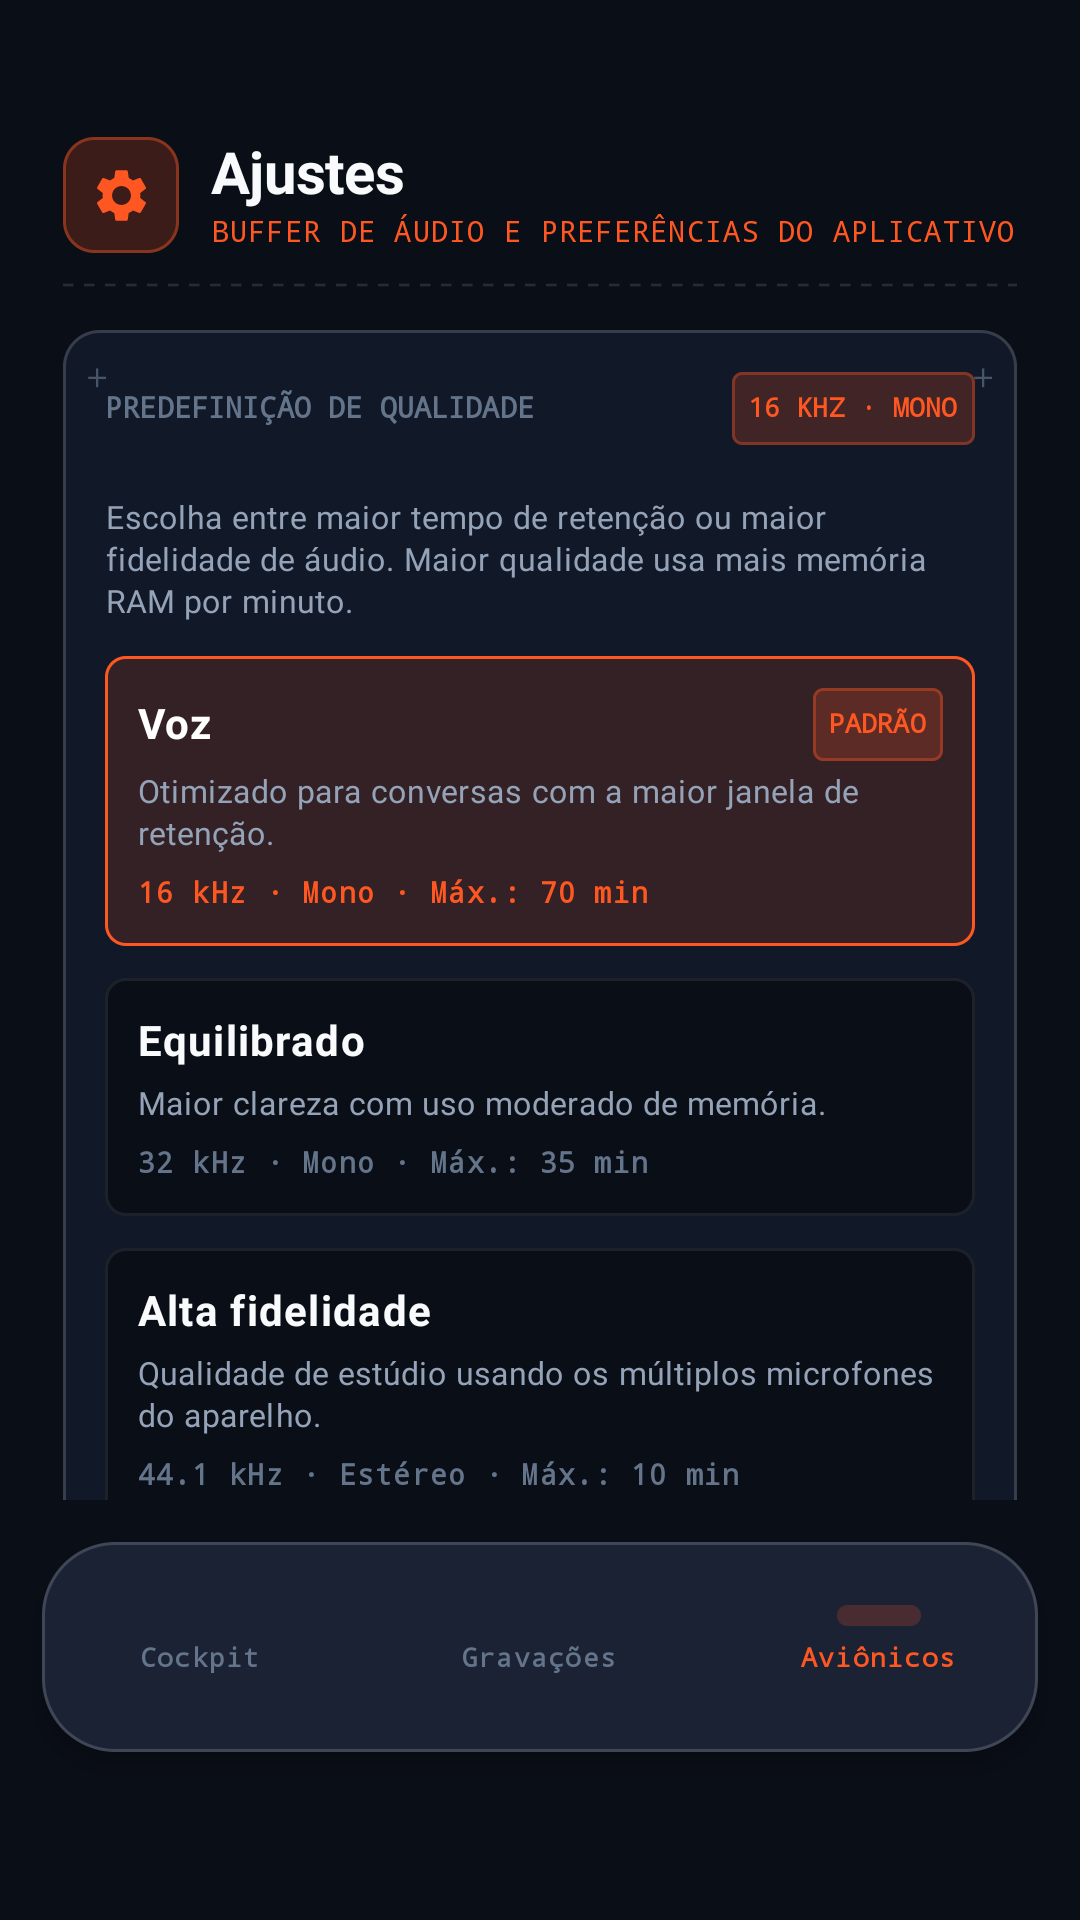 Ajustes
BUFFER DE ÁUDIO E PREFERÊNCIAS DO APLICATIVO
PREDEFINIÇÃO DE QUALIDADE
16 KHZ · MONO
Escolha entre maior tempo de retenção ou maior
fidelidade de áudio. Maior qualidade usa mais memória
RAM por minuto.
Voz
PADRÃO
Otimizado para conversas com a maior janela de
retenção.
16 kHz · Mono · Máx.: 70 min
Equilibrado
Maior clareza com uso moderado de memória.
32 kHz · Mono · Máx.: 35 min
Alta fidelidade
Qualidade de estúdio usando os múltiplos microfones
do aparelho.
44.1 kHz · Estéreo · Máx.: 10 min
Cockpit
Gravações
Aviônicos